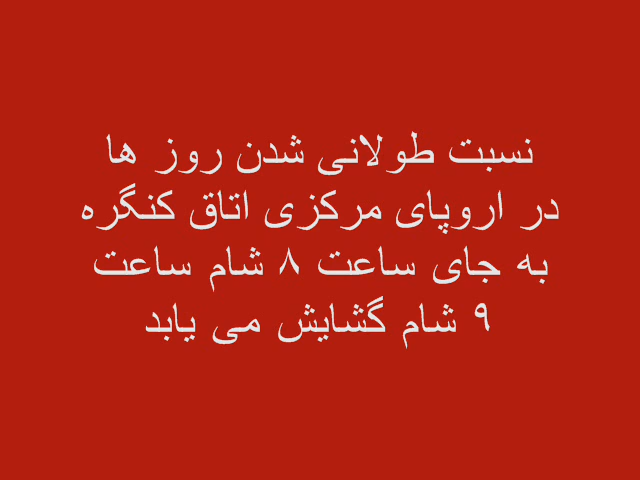 نسبت طولانی شدن روز ها
در اروپای مرکزی اتاق کنگره
به جای ساعت ۸ شام ساعت
۹ شام گشایش می یابد